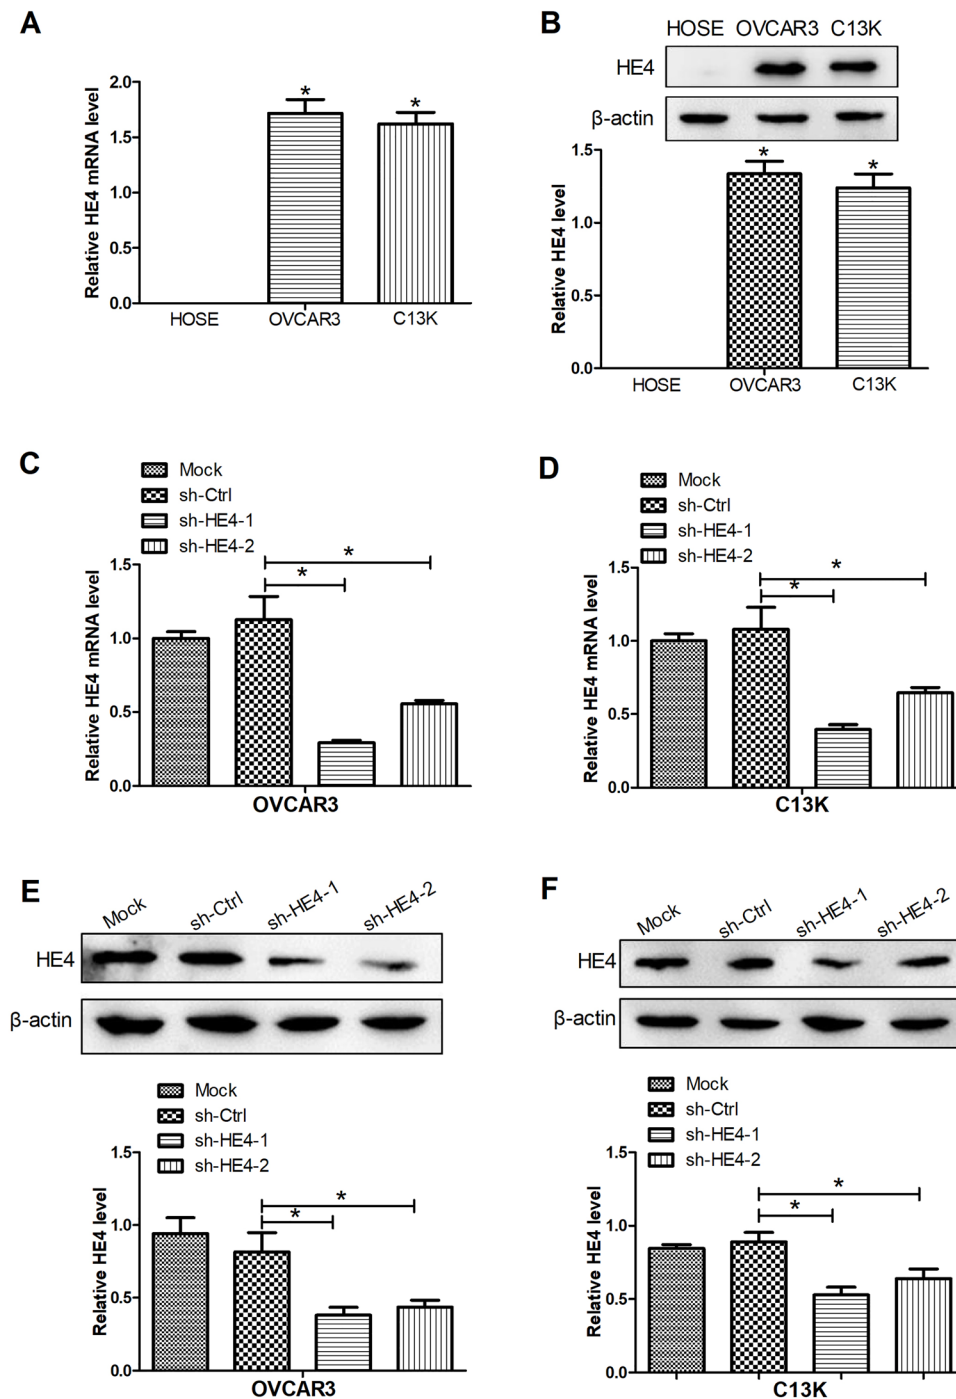 A
Relative HE4 mRNA level
2.0
1.5
1.0
0.5
0.0
*
*
HOSE OVCAR3 C13K
B
HOSE OVCAR3 C13K
HE4
β-actin
Relative HE4 level
1.5
1.0
0.5
0.0
*
*
HOSE OVCAR3 C13K
C
Mock
sh-Ctrl
sh-HE4-1
sh-HE4-2
Relative HE4 mRNA level
1.5
1.0
0.5
0.0
*
*
OVCAR3
D
Mock
sh-Ctrl
sh-HE4-1
sh-HE4-2
Relative HE4 mRNA level
1.5
1.0
0.5
0.0
*
*
C13K
E
Mock sh-Ctrl sh-HE4-1 sh-HE4-2
HE4
β-actin
Mock
sh-Ctrl
sh-HE4-1
sh-HE4-2
Relative HE4 level
1.5
1.0
0.5
0.0
*
*
OVCAR3
F
Mock sh-Ctrl sh-HE4-1 sh-HE4-2
HE4
β-actin
Mock
sh-Ctrl
sh-HE4-1
sh-HE4-2
Relative HE4 level
1.5
1.0
0.5
0.0
*
*
C13K